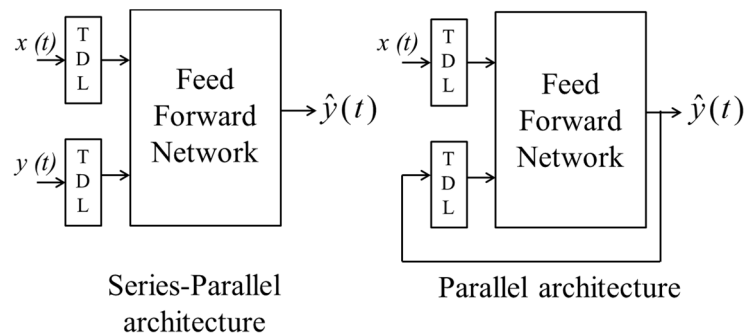 x (t)
T
D
L
y (t)
T
D
L
Feed
Forward
Network
ŷ(t)
Series-Parallel
architecture
x (t)
T
D
L
T
D
L
Feed
Forward
Network
ŷ(t)
Parallel architecture